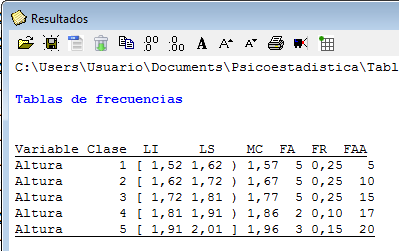 Resultados
,00 ,0
,0 ,00
A A A
C:\Users\Usuario\Documents\Psicoestadistica\Tabl
Tablas de frecuencias
Variable Clase LI LS MC FA FR FAA
Altura 1 [ 1,52 1,62 ) 1,57 5 0,25 5
Altura 2 [ 1,62 1,72 ) 1,67 5 0,25 10
Altura 3 [ 1,72 1,81 ) 1,77 5 0,25 15
Altura 4 [ 1,81 1,91 ) 1,86 2 0,10 17
Altura 5 [ 1,91 2,01 ] 1,96 3 0,15 20